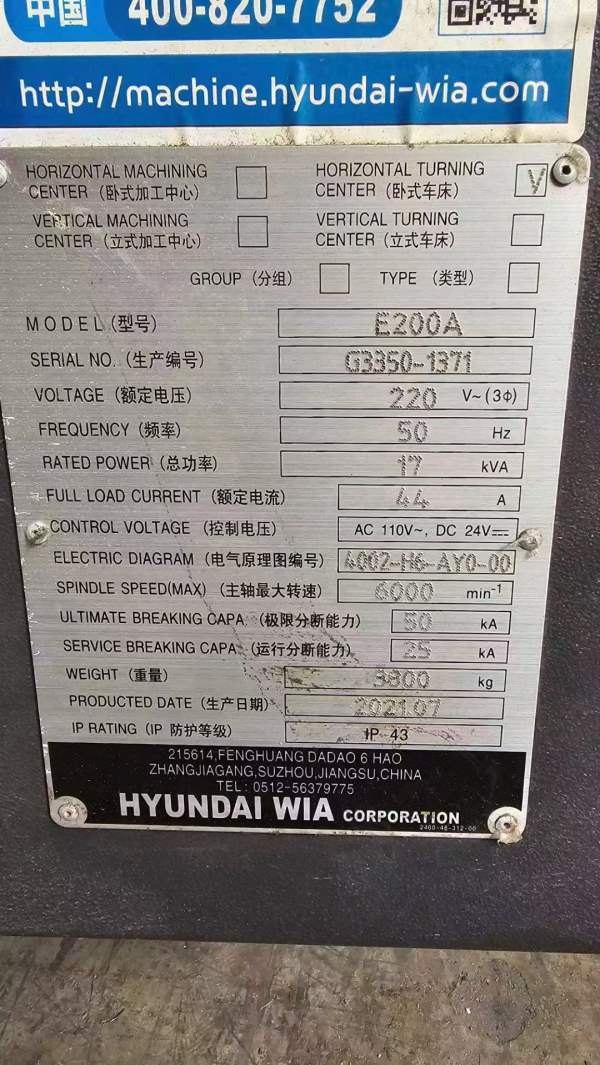 中国 400-820-7752
http://machine.hyundai-wia.com
HORIZONTAL MACHINING CENTER (卧式加工中心)
HORIZONTAL TURNING CENTER (卧式车床) V
VERTICAL MACHINING CENTER (立式加工中心)
VERTICAL TURNING CENTER (立式车床)
GROUP (分组) TYPE (类型)
MODEL (型号) E200A
SERIAL NO. (生产编号) G3350-1371
VOLTAGE (额定电压) 220 V~(3Φ)
FREQUENCY (频率) 50 Hz
RATED POWER (总功率) 17 kVA
FULL LOAD CURRENT (额定电流) 44 A
CONTROL VOLTAGE (控制电压) AC 110V~, DC 24V⎓
ELECTRIC DIAGRAM (电气原理图编号) 4002-H6-AY0-00
SPINDLE SPEED(MAX) (主轴最大转速) 6000 min⁻¹
ULTIMATE BREAKING CAPA. (极限分断能力) 50 kA
SERVICE BREAKING CAPA. (运行分断能力) 25 kA
WEIGHT (重量) kg
PRODUCTED DATE (生产日期) 2021.07
IP RATING (IP 防护等级) IP 43
215614,FENGHUANG DADAO 6 HAO
ZHANGJIAGANG,SUZHOU,JIANGSU,CHINA
TEL : 0512-56379775
HYUNDAI WIA CORPORATION
2460-46-312-00